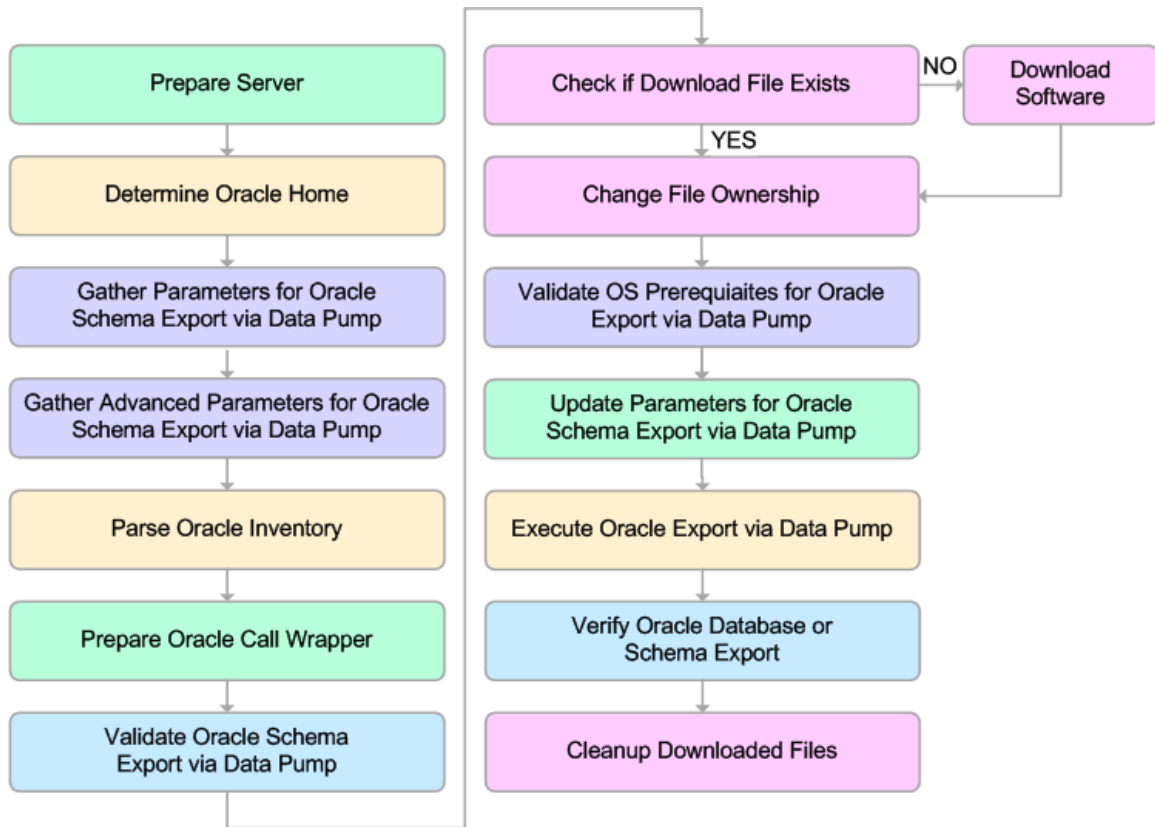 Prepare Server
Determine Oracle Home
Gather Parameters for Oracle
Schema Export via Data Pump
Gather Advanced Parameters for Oracle
Schema Export via Data Pump
Parse Oracle Inventory
Prepare Oracle Call Wrapper
Validate Oracle Schema
Export via Data Pump
Check if Download File Exists
NO
Download
Software
YES
Change File Ownership
Validate OS Prerequiaites for Oracle
Export via Data Pump
Update Parameters for Oracle
Schema Export via Data Pump
Execute Oracle Export via Data Pump
Verify Oracle Database or
Schema Export
Cleanup Downloaded Files